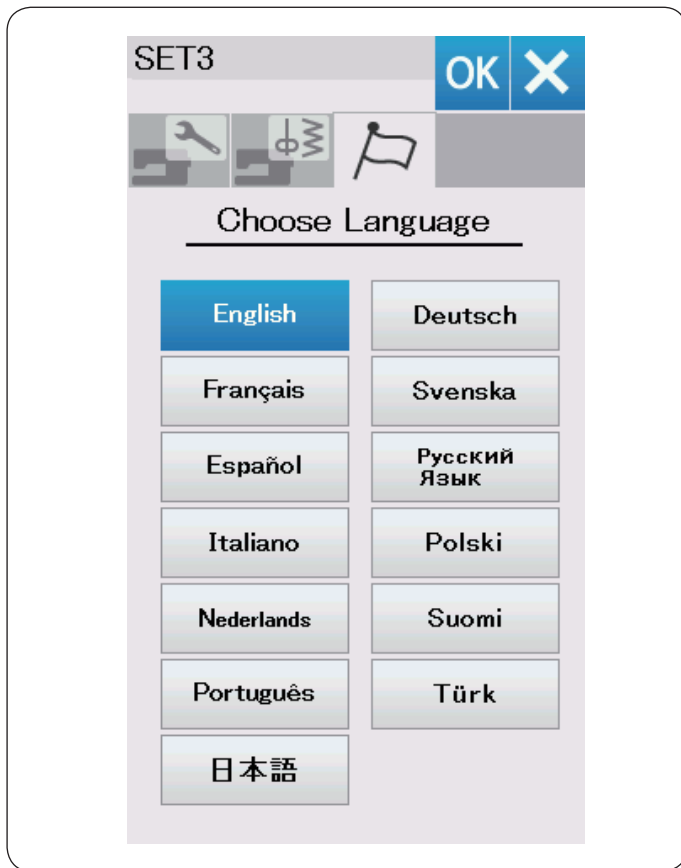 SET3
OK
Choose Language
English
Deutsch
Français
Svenska
Español
Русский
Язык
Italiano
Polski
Nederlands
Suomi
Português
Türk
日本語